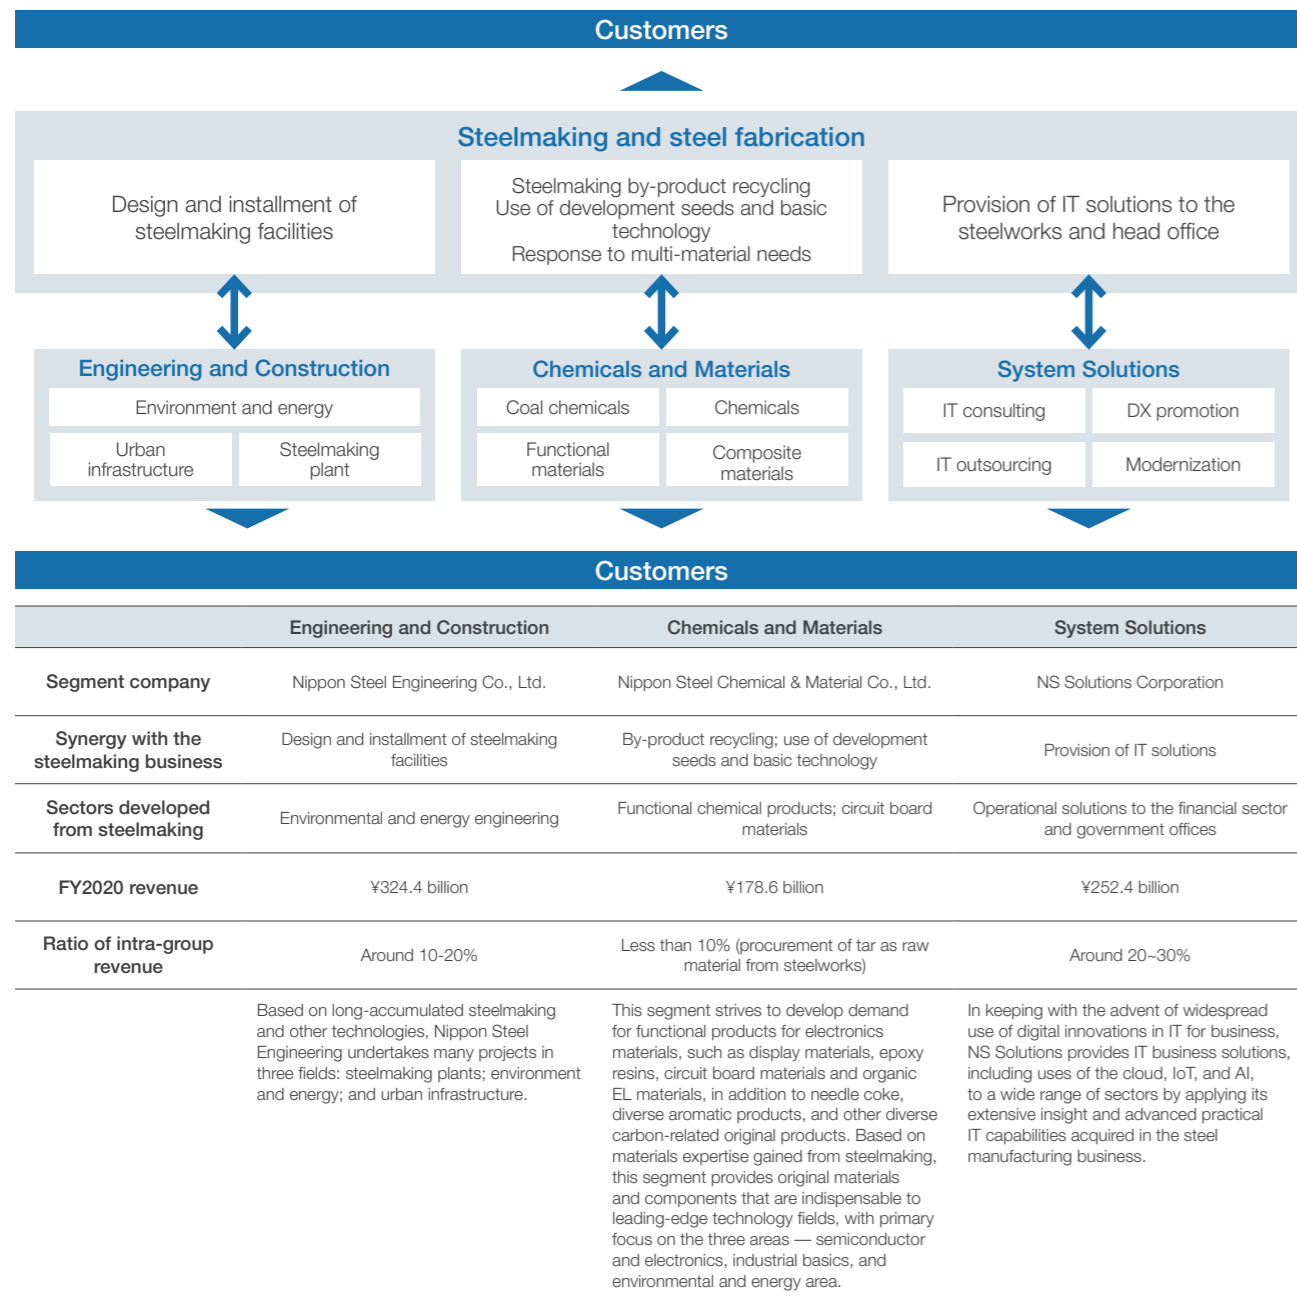 Customers
Steelmaking and steel fabrication
Design and installment of
steelmaking facilities
Steelmaking by-product recycling
Use of development seeds and basic
technology
Response to multi-material needs
Provision of IT solutions to the
steelworks and head office
Engineering and Construction
Environment and energy
Urban
infrastructure
Steelmaking
plant
Chemicals and Materials
Coal chemicals
Chemicals
Functional
materials
Composite
materials
System Solutions
IT consulting
DX promotion
IT outsourcing
Modernization
Customers
Engineering and Construction
Chemicals and Materials
System Solutions
Segment company
Nippon Steel Engineering Co., Ltd.
Nippon Steel Chemical & Material Co., Ltd.
NS Solutions Corporation
Synergy with the
steelmaking business
Design and installment of steelmaking
facilities
By-product recycling; use of development
seeds and basic technology
Provision of IT solutions
Sectors developed
from steelmaking
Environmental and energy engineering
Functional chemical products; circuit board
materials
Operational solutions to the financial sector
and government offices
FY2020 revenue
¥324.4 billion
¥178.6 billion
¥252.4 billion
Ratio of intra-group
revenue
Around 10-20%
Less than 10% (procurement of tar as raw
material from steelworks)
Around 20~30%
Based on long-accumulated steelmaking
and other technologies, Nippon Steel
Engineering undertakes many projects in
three fields: steelmaking plants; environment
and energy; and urban infrastructure.
This segment strives to develop demand
for functional products for electronics
materials, such as display materials, epoxy
resins, circuit board materials and organic
EL materials, in addition to needle coke,
diverse aromatic products, and other diverse
carbon-related original products. Based on
materials expertise gained from steelmaking,
this segment provides original materials
and components that are indispensable to
leading-edge technology fields, with primary
focus on the three areas — semiconductor
and electronics, industrial basics, and
environmental and energy area.
In keeping with the advent of widespread
use of digital innovations in IT for business,
NS Solutions provides IT business solutions,
including uses of the cloud, IoT, and AI,
to a wide range of sectors by applying its
extensive insight and advanced practical
IT capabilities acquired in the steel
manufacturing business.